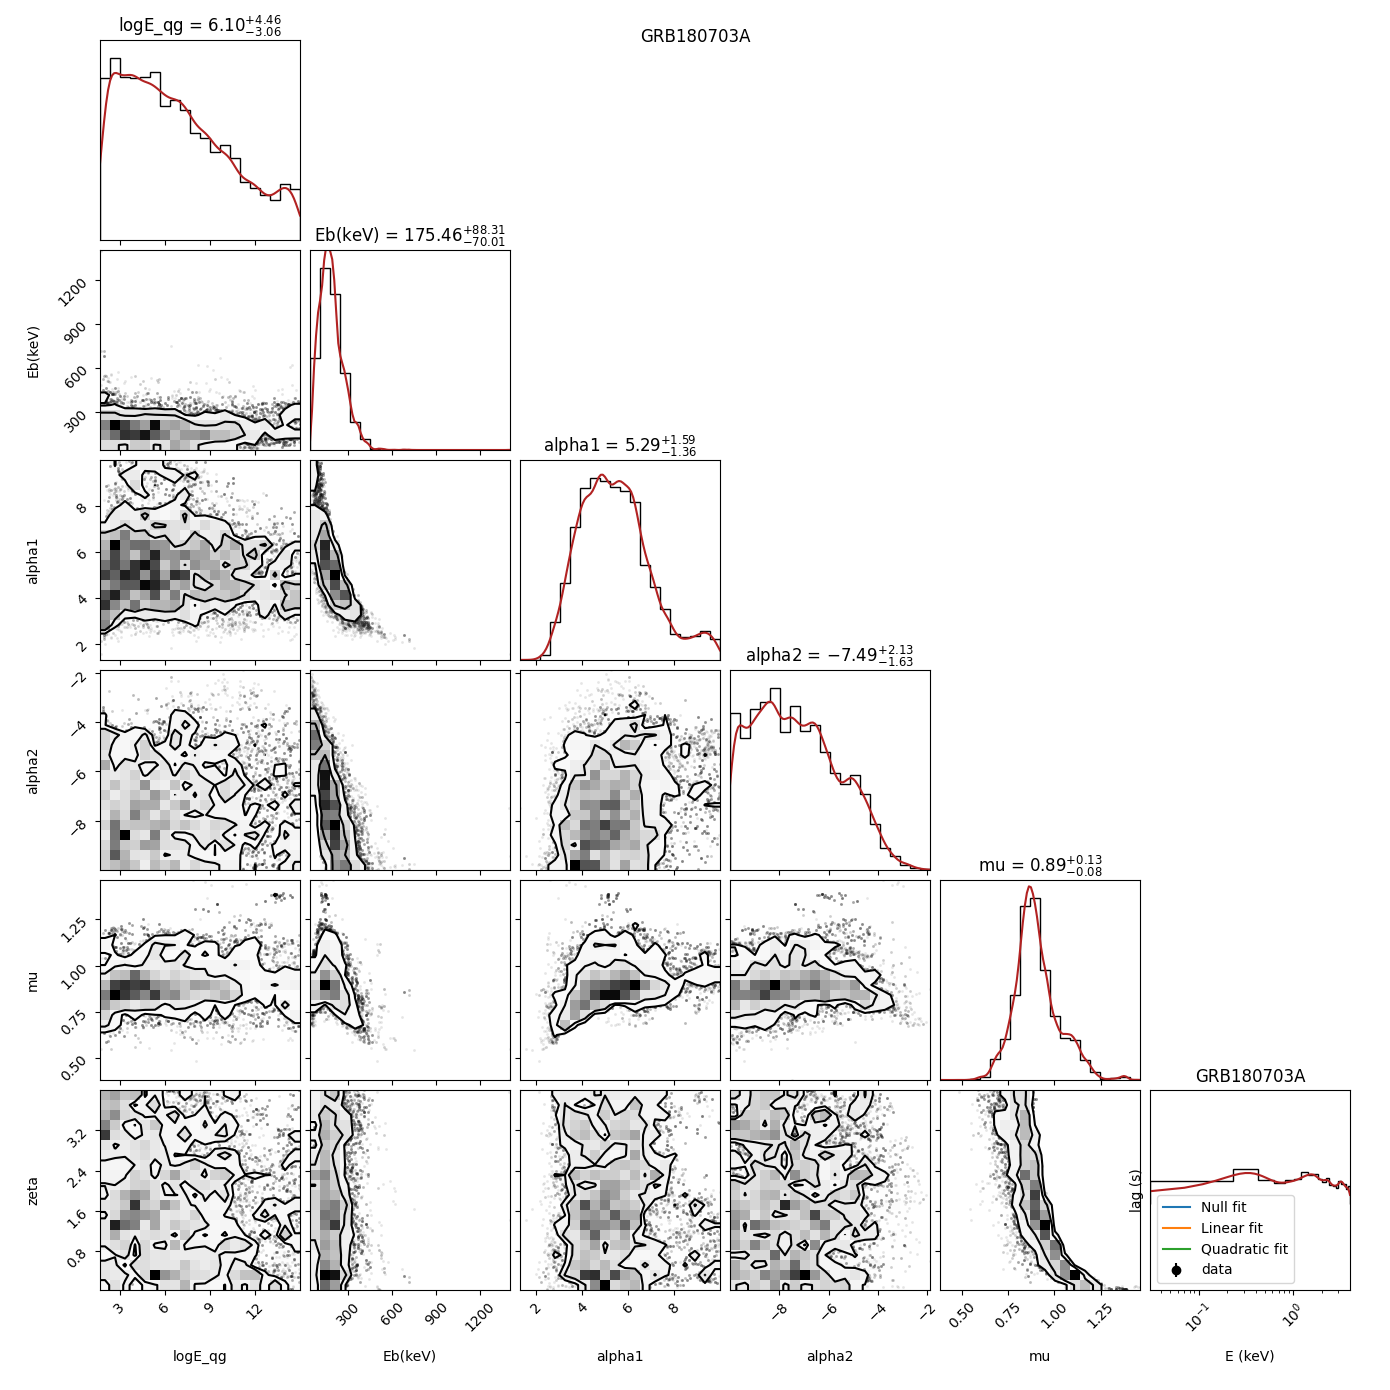 GRB180703A
logE_qg = 6.10+4.46 −3.06
Eb(keV) = 175.46+88.31 −70.01
1200
900
600
300
Eb(keV)
alpha1 = 5.29+1.59 −1.36
8
6
4
2
alpha1
alpha2 = −7.49+2.13 −1.63
−2
−4
−6
−8
alpha2
mu = 0.89+0.13 −0.08
1.25
1.00
0.75
0.50
mu
GRB180703A
3.2
2.4
1.6
0.8
zeta
lag (s)
Null fit
Linear fit
Quadratic fit
data
3 6 9 12
300 600 900 1200
2 4 6 8
−8 −6 −4 −2
0.50 0.75 1.00 1.25
10−1 100
logE_qg
Eb(keV)
alpha1
alpha2
mu
E (keV)